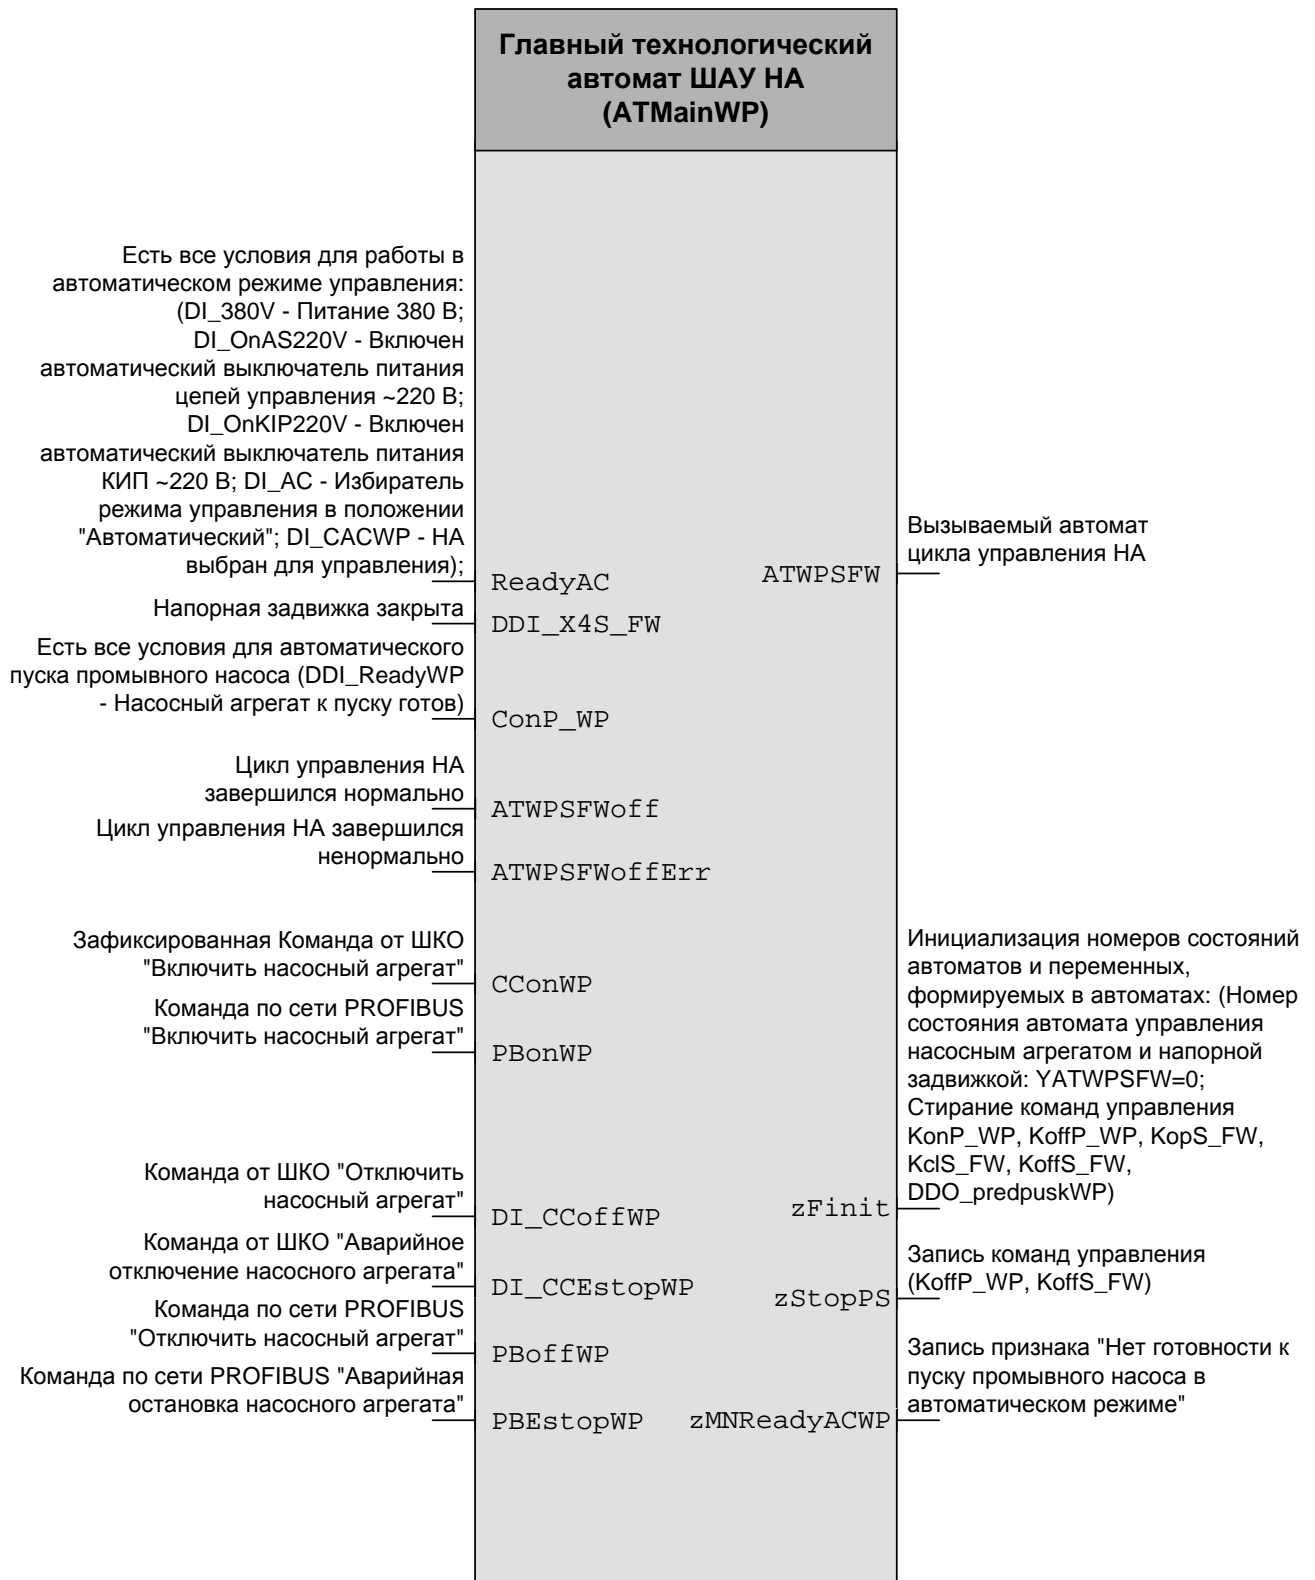 Главный технологический
автомат ШАУ НА
(ATMainWP)
Есть все условия для работы в
автоматическом режиме управления:
(DI_380V - Питание 380 В;
DI_OnAS220V - Включен
автоматический выключатель питания
цепей управления ~220 В;
DI_OnKIP220V - Включен
автоматический выключатель питания
КИП ~220 В; DI_AC - Избиратель
режима управления в положении
"Автоматический"; DI_CACWP - НА
выбран для управления);
ReadyAC
Напорная задвижка закрыта
DDI_X4S_FW
Есть все условия для автоматического
пуска промывного насоса (DDI_ReadyWP
- Насосный агрегат к пуску готов)
ConP_WP
Цикл управления НА
завершился нормально
ATWPSFWoff
Цикл управления НА завершился
ненормально
ATWPSFWoffErr
Зафиксированная Команда от ШКО
"Включить насосный агрегат"
CConWP
Команда по сети PROFIBUS
"Включить насосный агрегат"
PBonWP
Команда от ШКО "Отключить
насосный агрегат"
DI_CCoffWP
Команда от ШКО "Аварийное
отключение насосного агрегата"
DI_CCEstopWP
Команда по сети PROFIBUS
"Отключить насосный агрегат"
PBoffWP
Команда по сети PROFIBUS "Аварийная
остановка насосного агрегата"
PBEstopWP
ATWPSFW
Вызываемый автомат
цикла управления НА
zFinit
Инициализация номеров состояний
автоматов и переменных,
формируемых в автоматах: (Номер
состояния автомата управления
насосным агрегатом и напорной
задвижкой: YATWPSFW=0;
Стирание команд управления
KonP_WP, KoffP_WP, KopS_FW,
KclS_FW, KoffS_FW,
DDO_predpuskWP)
zStopPS
Запись команд управления
(KoffP_WP, KoffS_FW)
zMNReadyACWP
Запись признака "Нет готовности к
пуску промывного насоса в
автоматическом режиме"